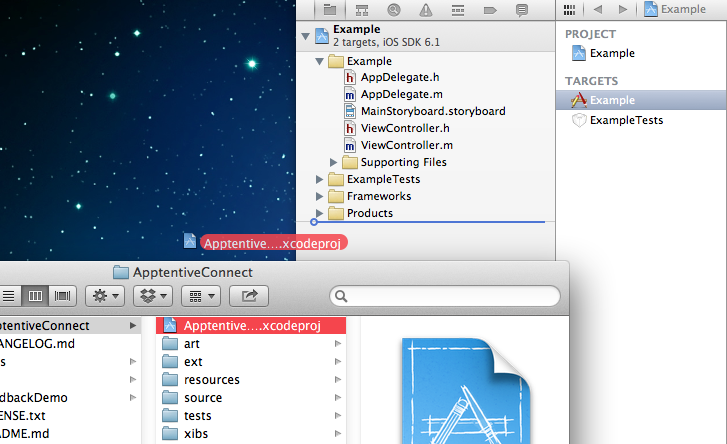 Example
Example
2 targets, iOS SDK 6.1
PROJECT
Example
Example
AppDelegate.h
AppDelegate.m
MainStoryboard.storyboard
ViewController.h
ViewController.m
Supporting Files
ExampleTests
Frameworks
Products
TARGETS
Example
ExampleTests
Apptentive....xcodeproj
ApptentiveConnect
ptentiveConnect
ANGELOG.md
s
edbackDemo
ENSE.txt
ADME.md
Apptentive....xcodeproj
art
ext
resources
source
tests
xibs